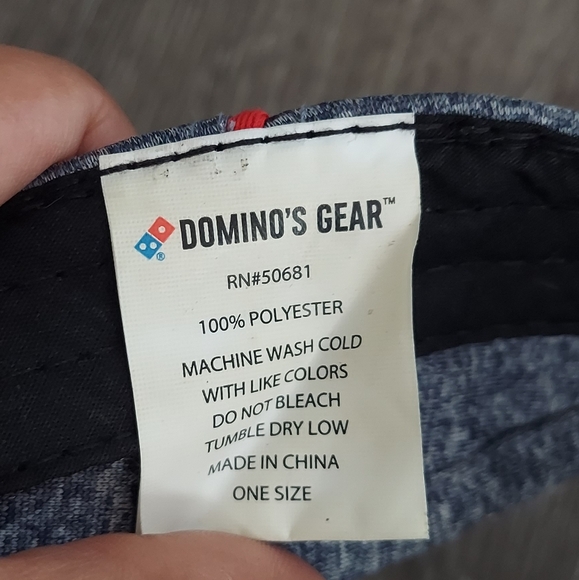 DOMINO'S GEAR™
®
RN#50681
100% POLYESTER
MACHINE WASH COLD
WITH LIKE COLORS
DO NOT BLEACH
TUMBLE DRY LOW
MADE IN CHINA
ONE SIZE